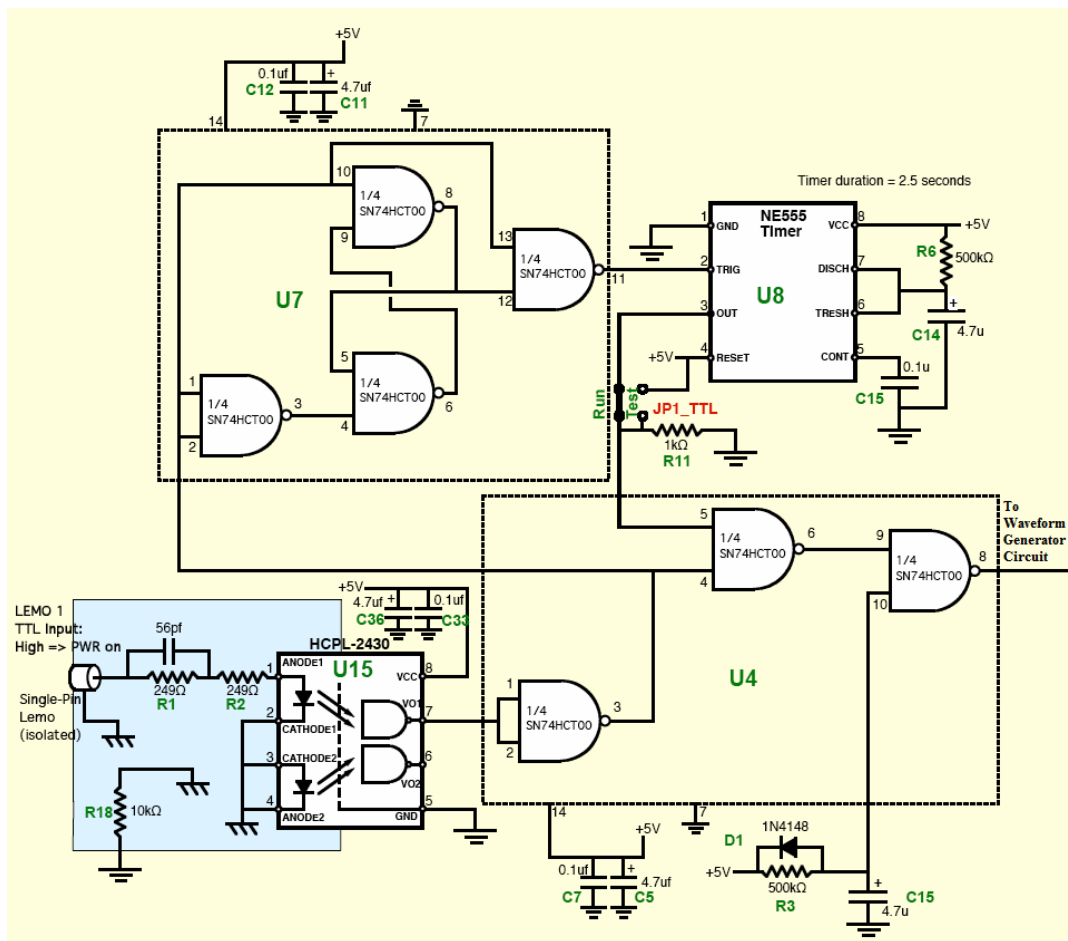 +5V
0.1uf
+
4.7uf
C12
C11
14
7
10
1/4
SN74HCT00
8
9
13
1/4
SN74HCT00
11
12
U7
5
1/4
SN74HCT00
6
4
1
1/4
SN74HCT00
3
2
Timer duration = 2.5 seconds
NE555
Timer
1
GND
VCC
8
+5V
R6
500kΩ
2
TRIG
DISCH
7
U8
3
OUT
TRESH
6
+
C14
4.7u
+5V
4
RESET
CONT
5
0.1u
C15
Run
Test
JP1_TTL
1kΩ
R11
To
Waveform
Generator
Circuit
5
1/4
SN74HCT00
6
4
9
1/4
SN74HCT00
8
10
+5V
4.7uf
+
0.1uf
C36
C33
LEMO 1
TTL Input:
High => PWR on
56pf
249Ω
R1
249Ω
R2
Single-Pin
Lemo
(isolated)
R18
10kΩ
HCPL-2430
U15
1
ANODE1
VCC
8
VO1
7
2
CATHODE1
3
CATHODE2
6
VO2
4
ANODE2
5
GND
1
1/4
SN74HCT00
3
2
U4
14
7
+5V
0.1uf
+
4.7uf
C7
C5
D1
1N4148
+5V
500kΩ
R3
+
C15
4.7u